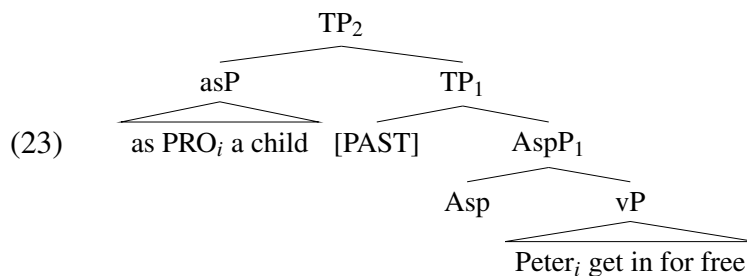 TP₂
asP TP₁
(23) as PROᵢ a child [PAST] AspP₁
Asp vP
Peterᵢ get in for free